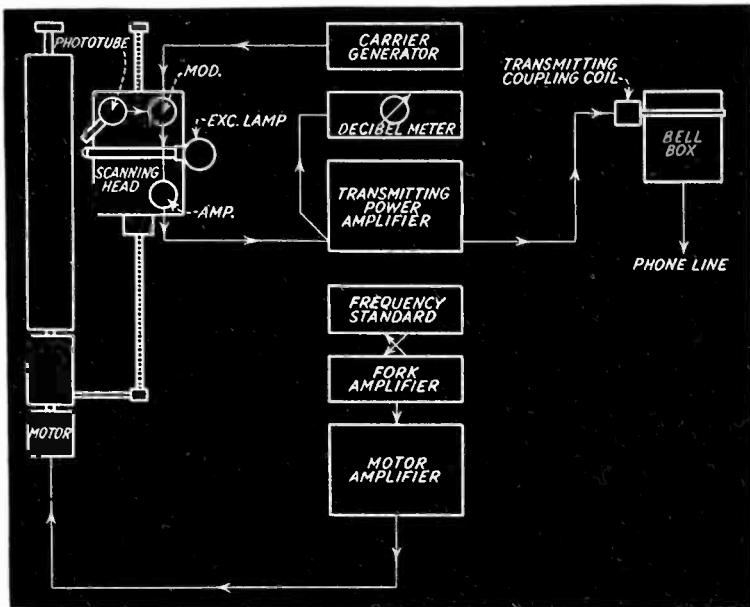 PHOTOTUBE
MOD.
EXC. LAMP
SCANNING
HEAD
AMP.
MOTOR
CARRIER
GENERATOR
DECIBEL METER
TRANSMITTING
POWER
AMPLIFIER
FREQUENCY
STANDARD
FORK
AMPLIFIER
MOTOR
AMPLIFIER
TRANSMITTING
COUPLING COIL
BELL
BOX
PHONE LINE